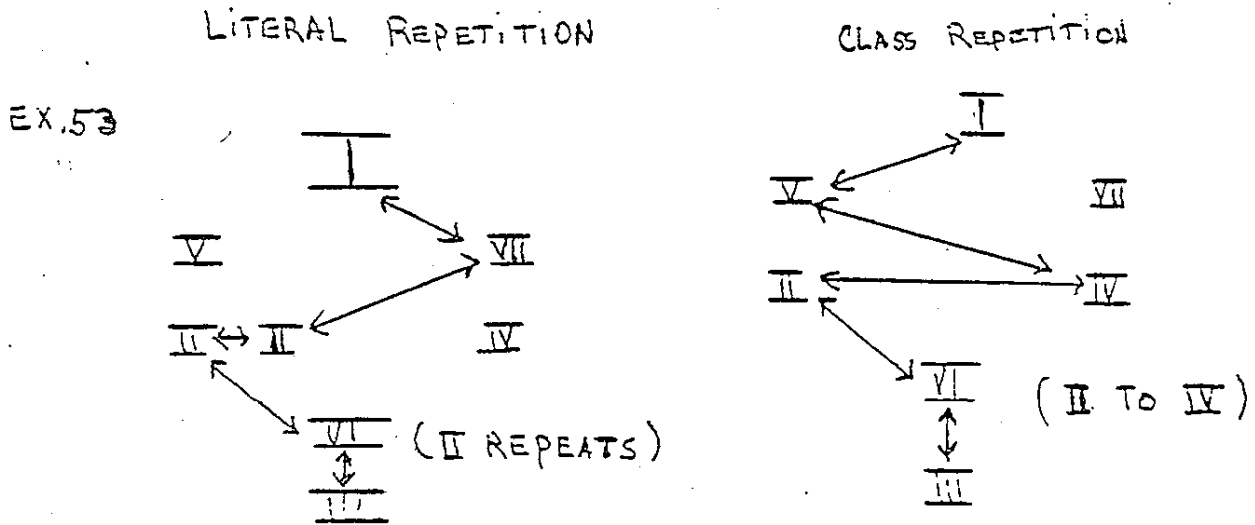 LITERAL REPETITION
CLASS REPETITION
EX.53
I
V
VII
II
II
IV
VI (II REPEATS)
III
I
V
VII
II
IV
VI (II TO IV)
III